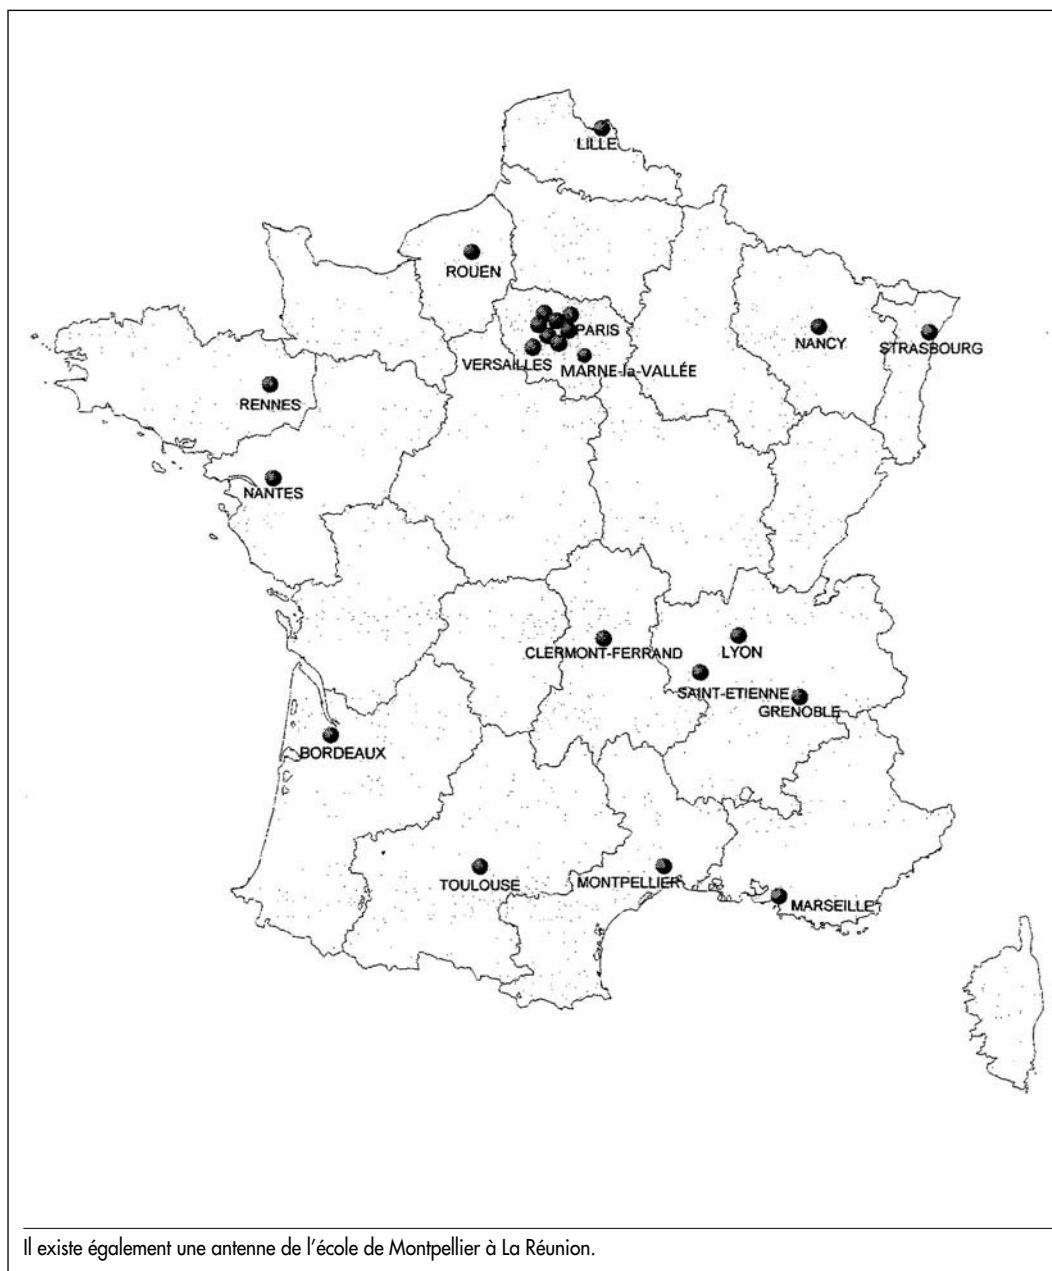 LILLE
ROUEN
PARIS
NANCY
STRASBOURG
VERSAILLES
MARNE-la-VALLÉE
RENNES
NANTES
CLERMONT-FERRAND
LYON
SAINT-ETIENNE
GRENOBLE
BORDEAUX
TOULOUSE
MONTPELLIER
MARSEILLE
Il existe également une antenne de l'école de Montpellier à La Réunion.